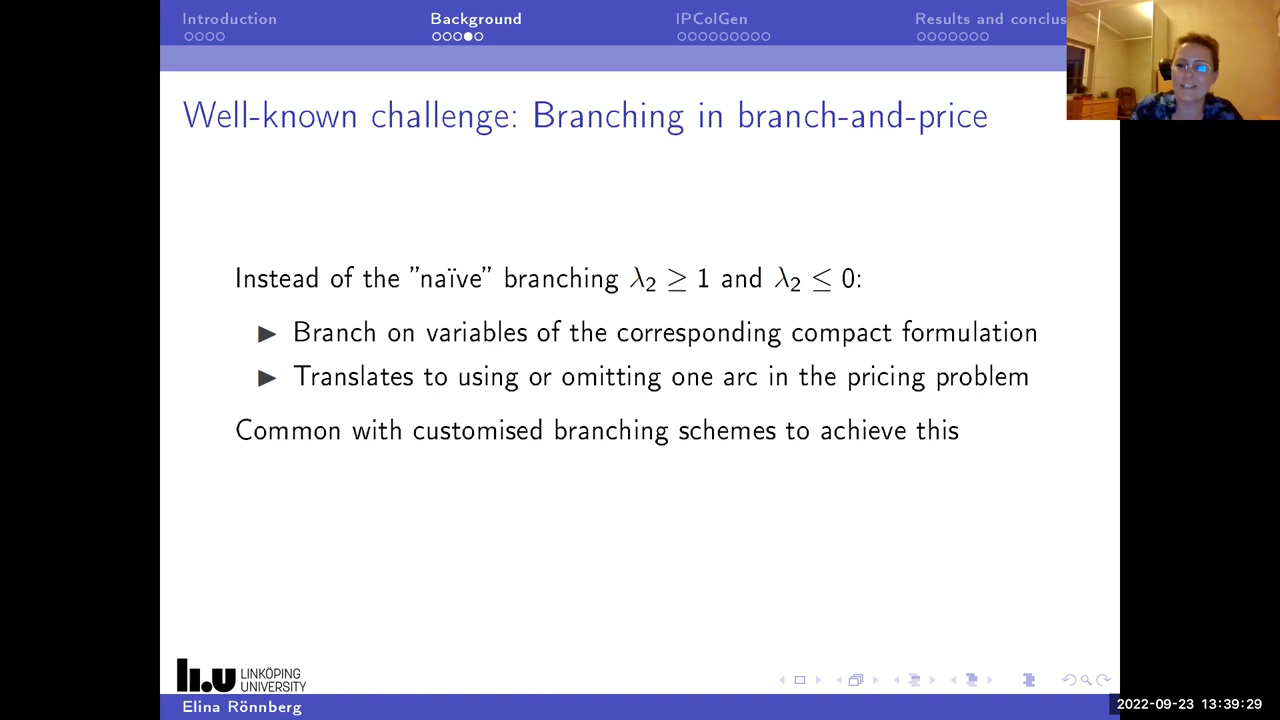 Introduction
Background
IPColGen
Results and conclus
Well-known challenge: Branching in branch-and-price
Instead of the "naïve" branching λ₂ ≥ 1 and λ₂ ≤ 0:
▶ Branch on variables of the corresponding compact formulation
▶ Translates to using or omitting one arc in the pricing problem
Common with customised branching schemes to achieve this
li.u LINKÖPING
UNIVERSITY
Elina Rönnberg
2022-09-23 13:39:29